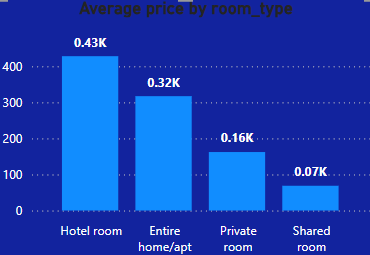 Average price by room_type
0.43K
0.32K
0.16K
0.07K
400
300
200
100
0
Hotel room
Entire
home/apt
Private
room
Shared
room